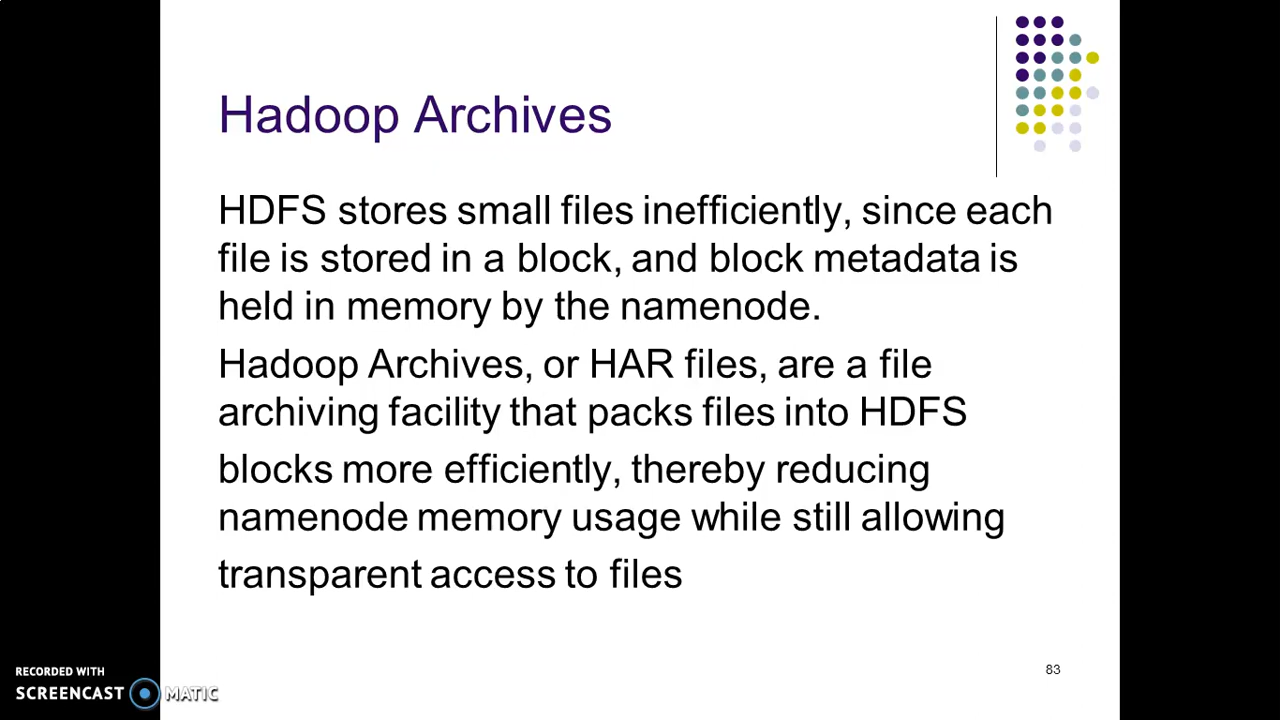 Hadoop Archives
HDFS stores small files inefficiently, since each
file is stored in a block, and block metadata is
held in memory by the namenode.
Hadoop Archives, or HAR files, are a file
archiving facility that packs files into HDFS
blocks more efficiently, thereby reducing
namenode memory usage while still allowing
transparent access to files
83
RECORDED WITH
SCREENCAST MATIC